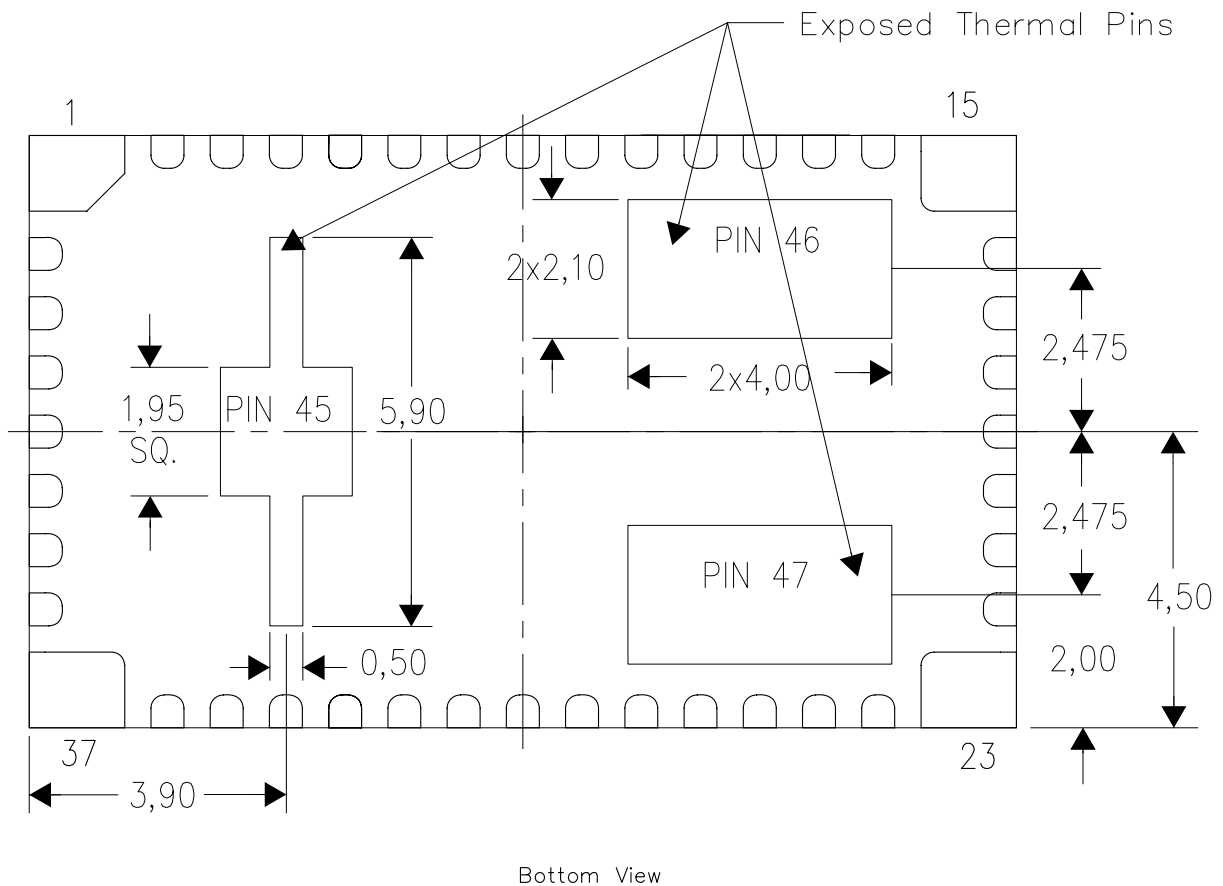 Exposed Thermal Pins
1
15
PIN 46
2x2,10
2,475
2x4,00
1,95
SQ.
PIN 45
5,90
2,475
PIN 47
4,50
0,50
2,00
37
23
3,90
Bottom View